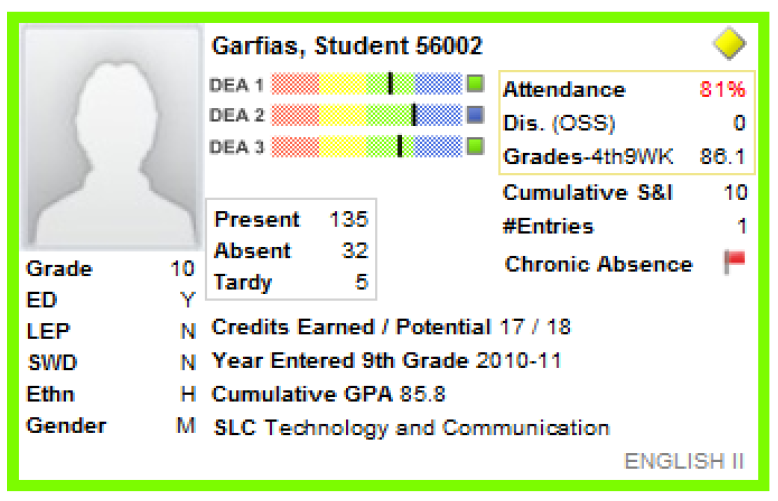 Garfias, Student 56002
DEA 1
DEA 2
DEA 3
Attendance 81%
Dis. (OSS) 0
Grades-4th9WK 86.1
Cumulative S&I 10
#Entries 1
Chronic Absence
Present 135
Absent 32
Tardy 5
Grade 10
ED Y
LEP N
SWD N
Ethn H
Gender M
Credits Earned / Potential 17 / 18
Year Entered 9th Grade 2010-11
Cumulative GPA 85.8
SLC Technology and Communication
ENGLISH II